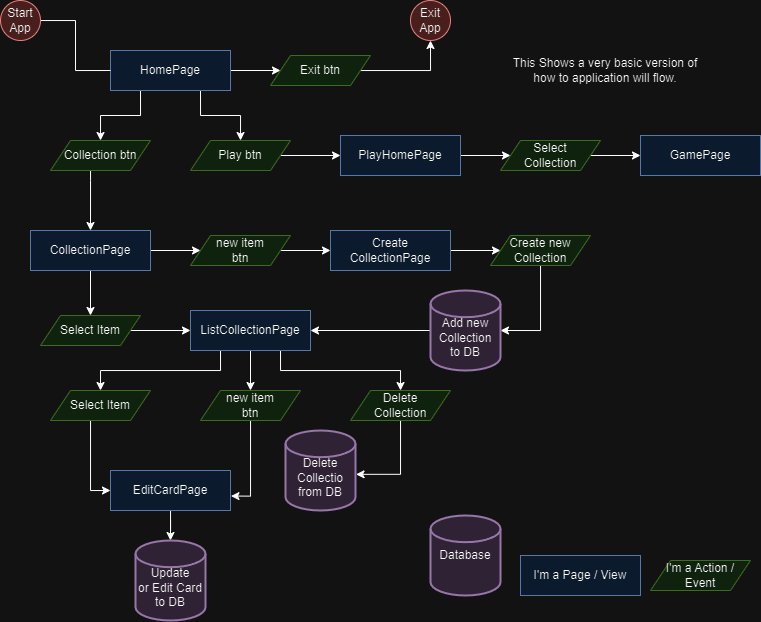 Start
App
Exit
App
HomePage
Exit btn
This Shows a very basic version of
how to application will flow.
Collection btn
Play btn
PlayHomePage
Select
Collection
GamePage
CollectionPage
new item
btn
Create
CollectionPage
Create new
Collection
Select Item
ListCollectionPage
Add new
Collection
to DB
Select Item
new item
btn
Delete
Collection
Delete
Collectio
from DB
EditCardPage
Update
or Edit Card
to DB
Database
I'm a Page / View
I'm a Action /
Event